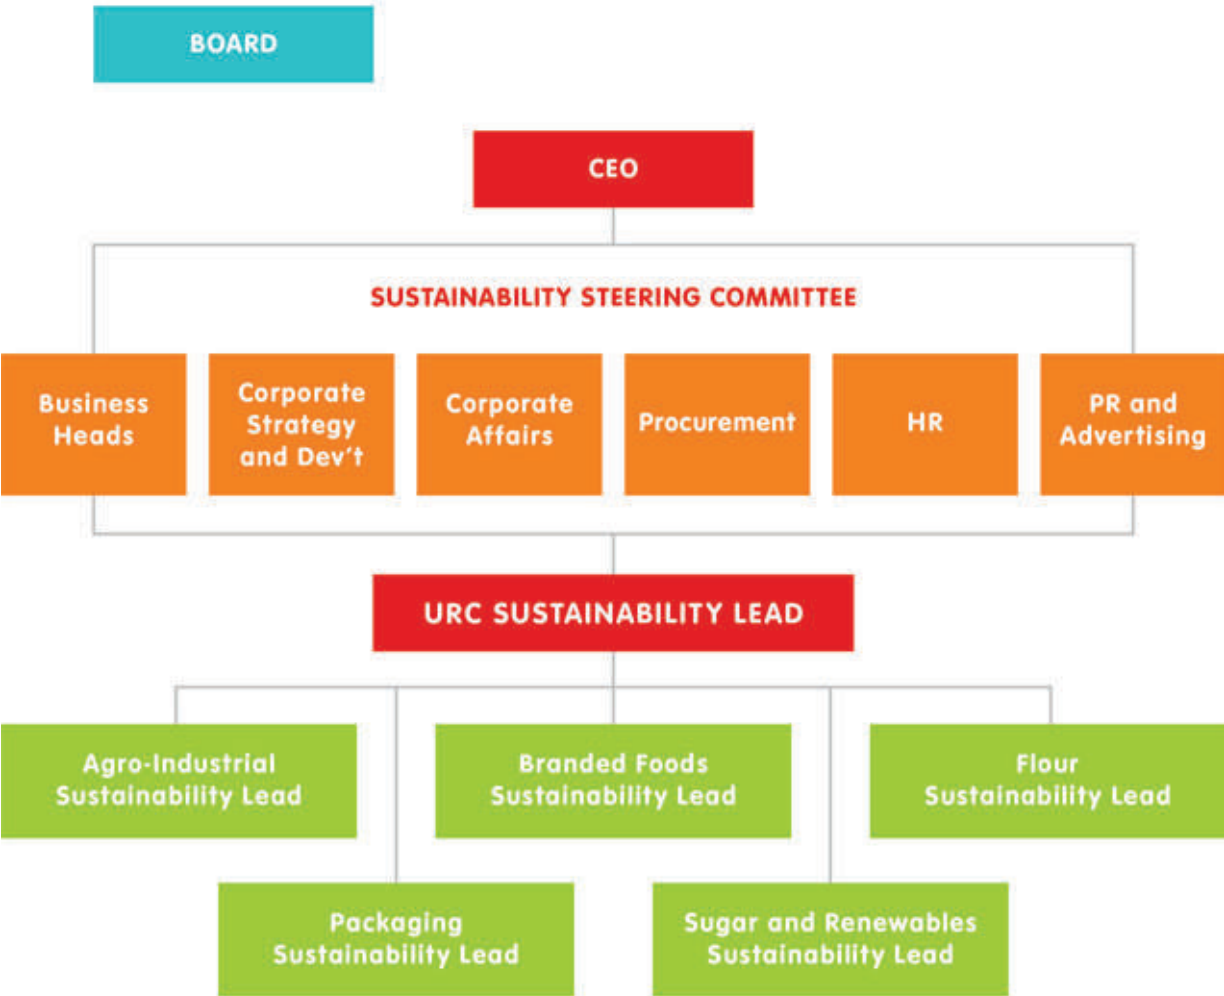 BOARD
CEO
SUSTAINABILITY STEERING COMMITTEE
Business
Heads
Corporate
Strategy
and Dev't
Corporate
Affairs
Procurement
HR
PR and
Advertising
URC SUSTAINABILITY LEAD
Agro-Industrial
Sustainability Lead
Branded Foods
Sustainability Lead
Flour
Sustainability Lead
Packaging
Sustainability Lead
Sugar and Renewables
Sustainability Lead